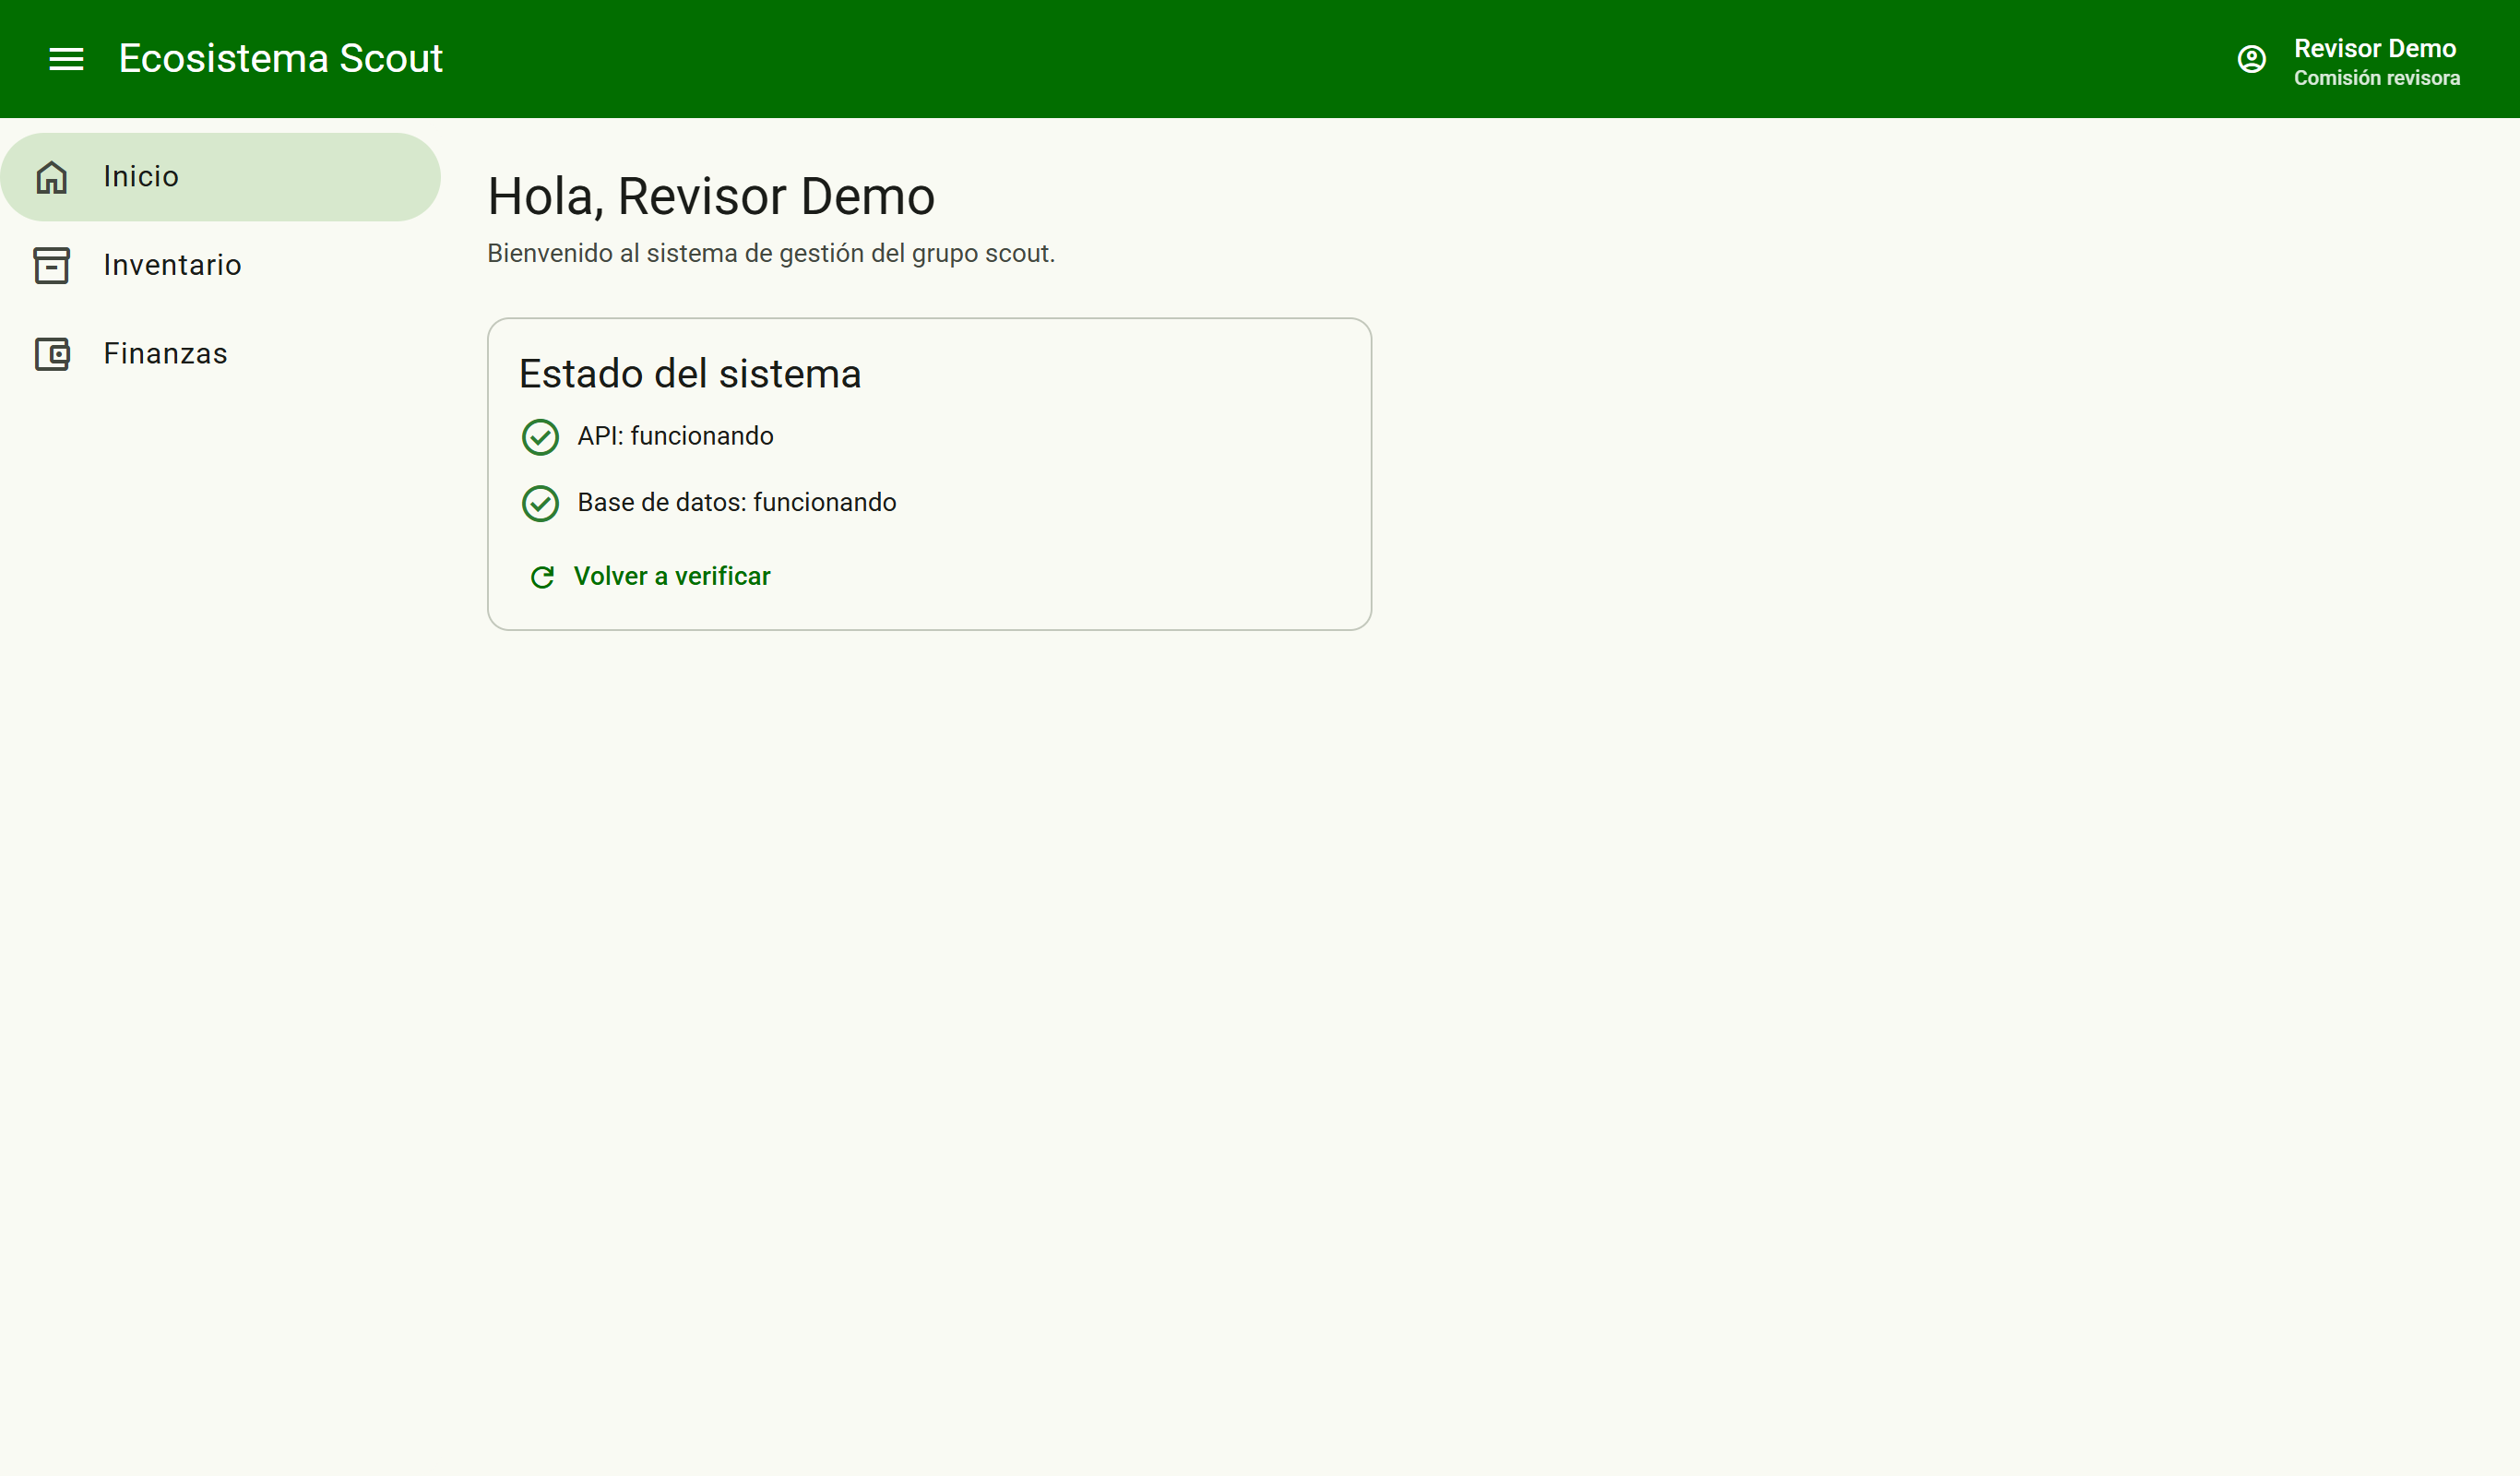 Ecosistema Scout
Revisor Demo
Comisión revisora
Inicio
Inventario
Finanzas
Hola, Revisor Demo
Bienvenido al sistema de gestión del grupo scout.
Estado del sistema
API: funcionando
Base de datos: funcionando
Volver a verificar